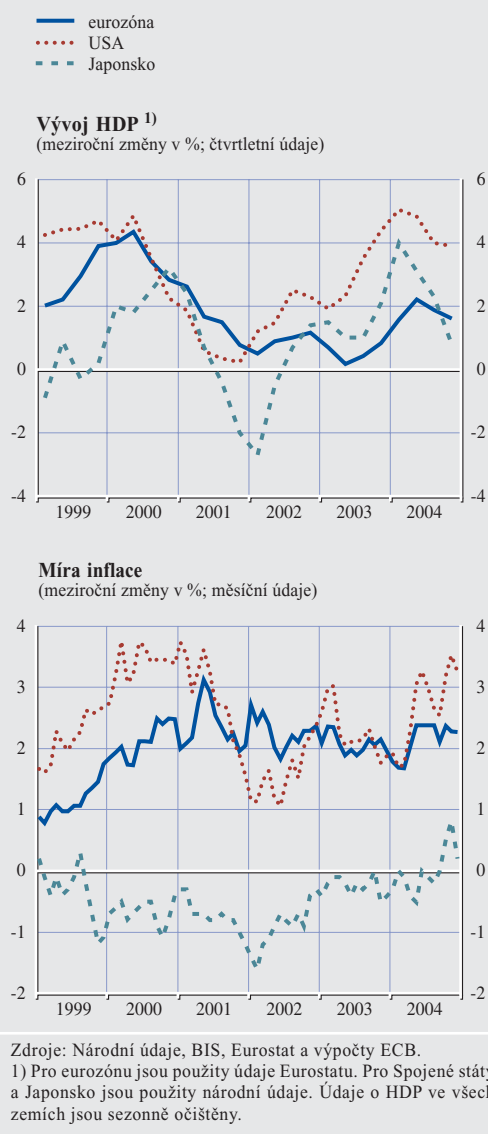 eurozóna
USA
Japonsko
Vývoj HDP 1)
(meziroční změny v %; čtvrtletní údaje)
6 6
4 4
2 2
0 0
-2 -2
-4 -4
1999 2000 2001 2002 2003 2004
Míra inflace
(meziroční změny v %; měsíční údaje)
4 4
3 3
2 2
1 1
0 0
-1 -1
-2 -2
1999 2000 2001 2002 2003 2004
Zdroje: Národní údaje, BIS, Eurostat a výpočty ECB.
1) Pro eurozónu jsou použity údaje Eurostatu. Pro Spojené státy
a Japonsko jsou použity národní údaje. Údaje o HDP ve všech
zemích jsou sezonně očištěny.